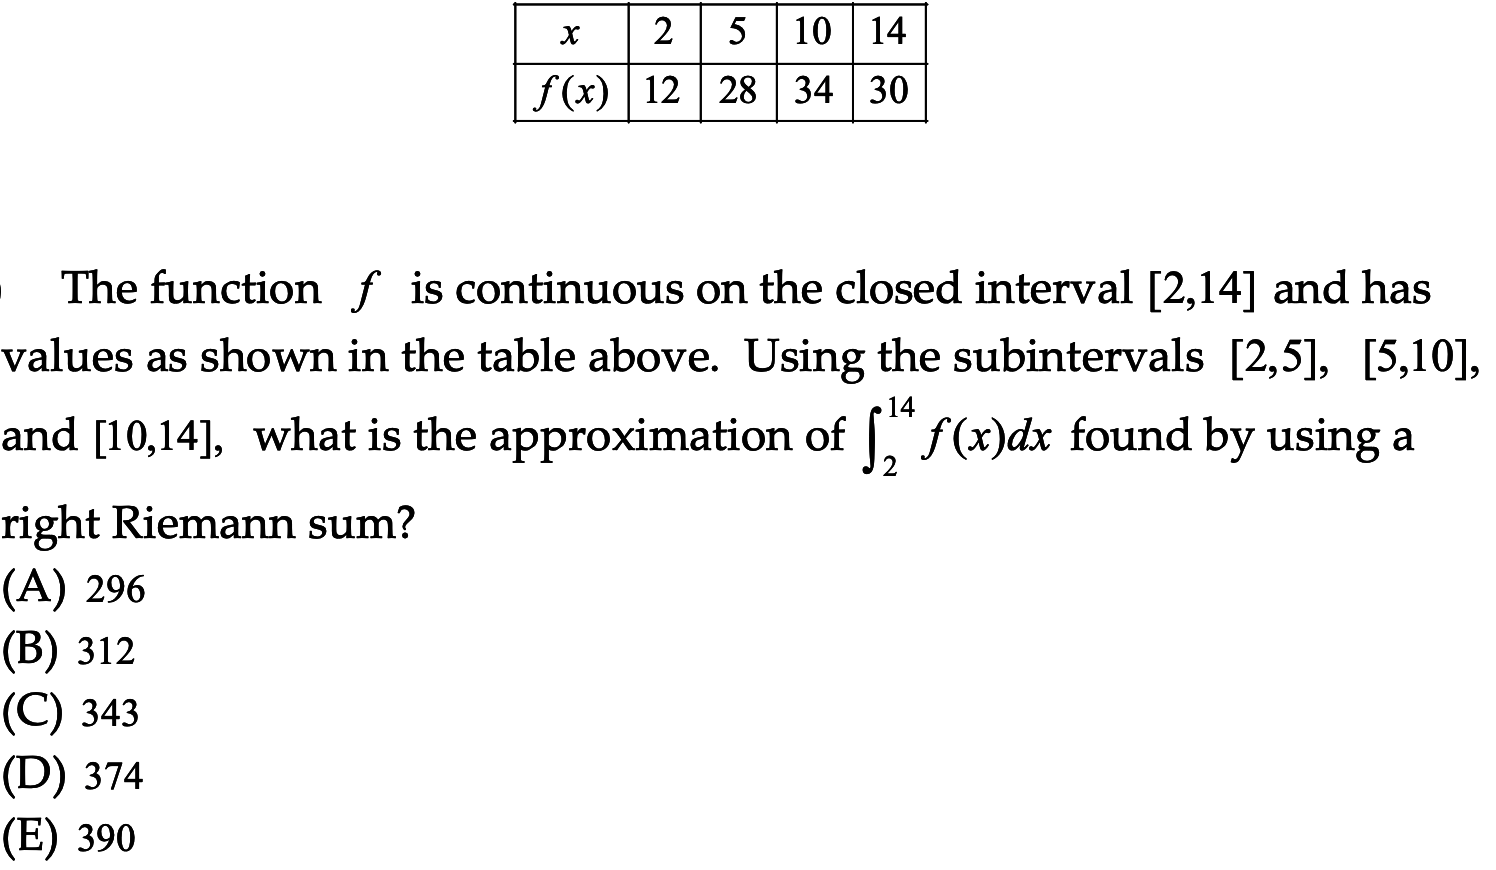 x 2 5 10 14
f(x) 12 28 34 30
The function f is continuous on the closed interval [2,14] and has
values as shown in the table above. Using the subintervals [2,5], [5,10],
and [10,14], what is the approximation of ∫₂¹⁴ f(x)dx found by using a
right Riemann sum?
(A) 296
(B) 312
(C) 343
(D) 374
(E) 390